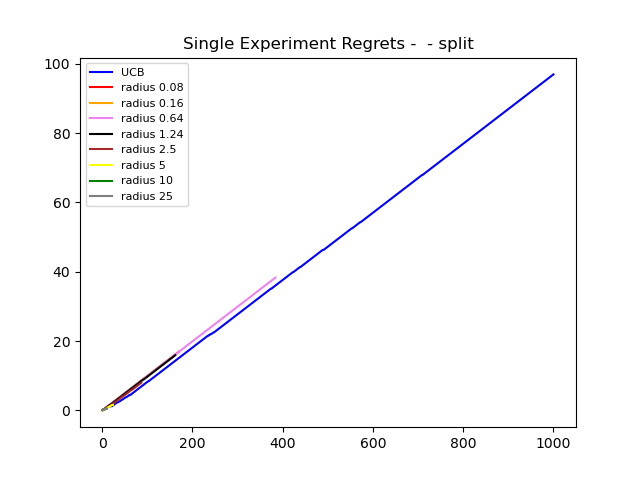 Single Experiment Regrets -  - split
100
80
60
40
20
0
UCB
radius 0.08
radius 0.16
radius 0.64
radius 1.24
radius 2.5
radius 5
radius 10
radius 25
0 200 400 600 800 1000